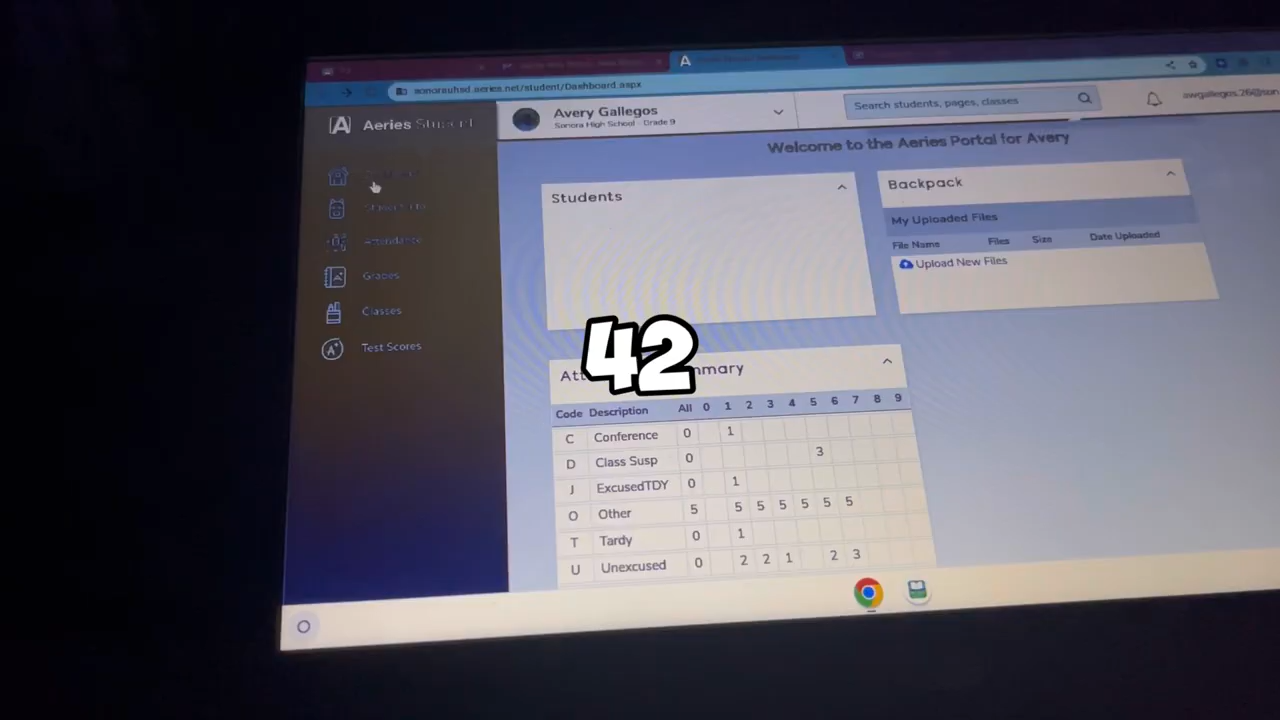 sonorauhsd.aeries.net/student/Dashboard.aspx
Aeries Student
Avery Gallegos
Sonora High School - Grade 9
Search students, pages, classes
Welcome to the Aeries Portal for Avery
Attendance
Grades
Classes
Test Scores
Students
Backpack
My Uploaded Files
File Name Files Size Date Uploaded
Upload New Files
42
Code Description All 0 1 2 3 4 5 6 7 8 9
C Conference 0 1
D Class Susp 0 3
J ExcusedTDY 0 1
O Other 5 5 5 5 5 5 5
T Tardy 0 1
U Unexcused 0 2 2 1 2 3